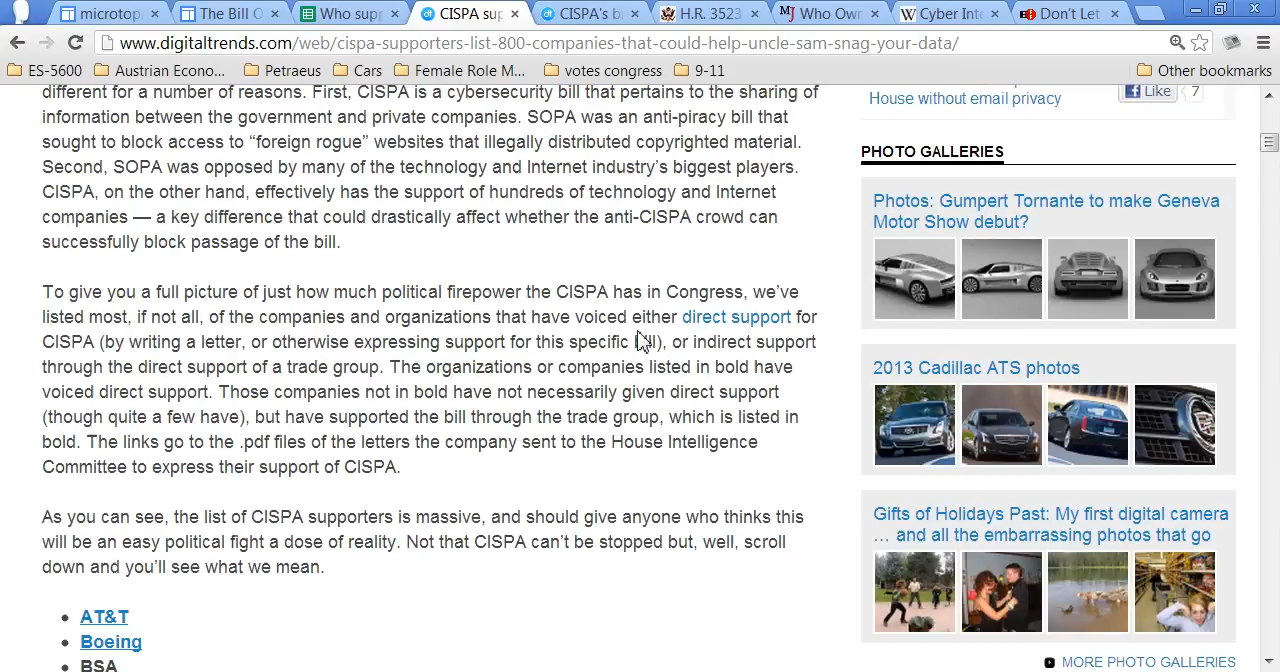 microtop
The Bill O
Who supp
CISPA sup
CISPA's b
H.R. 3523
Who Own
Cyber Inte
Don't Let
www.digitaltrends.com/web/cispa-supporters-list-800-companies-that-could-help-uncle-sam-snag-your-data/
ES-5600
Austrian Econo...
Petraeus
Cars
Female Role M...
votes congress
9-11
Other bookmarks
different for a number of reasons. First, CISPA is a cybersecurity bill that pertains to the sharing of
information between the government and private companies. SOPA was an anti-piracy bill that
sought to block access to “foreign rogue” websites that illegally distributed copyrighted material.
Second, SOPA was opposed by many of the technology and Internet industry’s biggest players.
CISPA, on the other hand, effectively has the support of hundreds of technology and Internet
companies — a key difference that could drastically affect whether the anti-CISPA crowd can
successfully block passage of the bill.
To give you a full picture of just how much political firepower the CISPA has in Congress, we’ve
listed most, if not all, of the companies and organizations that have voiced either direct support for
CISPA (by writing a letter, or otherwise expressing support for this specific bill), or indirect support
through the direct support of a trade group. The organizations or companies listed in bold have
voiced direct support. Those companies not in bold have not necessarily given direct support
(though quite a few have), but have supported the bill through the trade group, which is listed in
bold. The links go to the .pdf files of the letters the company sent to the House Intelligence
Committee to express their support of CISPA.
As you can see, the list of CISPA supporters is massive, and should give anyone who thinks this
will be an easy political fight a dose of reality. Not that CISPA can’t be stopped but, well, scroll
down and you’ll see what we mean.
AT&T
Boeing
BSA
House without email privacy
Like 7
PHOTO GALLERIES
Photos: Gumpert Tornante to make Geneva
Motor Show debut?
2013 Cadillac ATS photos
Gifts of Holidays Past: My first digital camera
… and all the embarrassing photos that go
MORE PHOTO GALLERIES